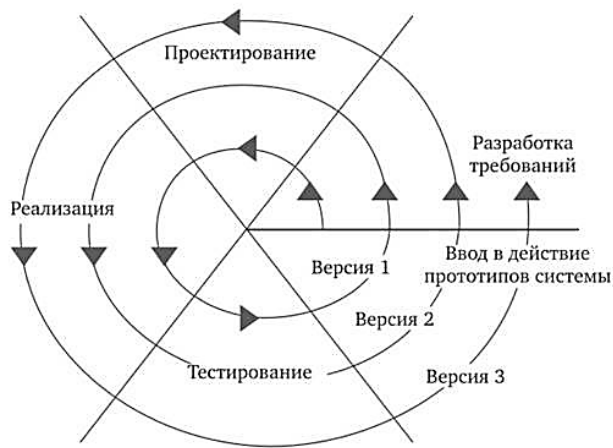 Проектирование
Разработка
требований
Реализация
Ввод в действие
прототипов системы
Версия 1
Версия 2
Тестирование
Версия 3